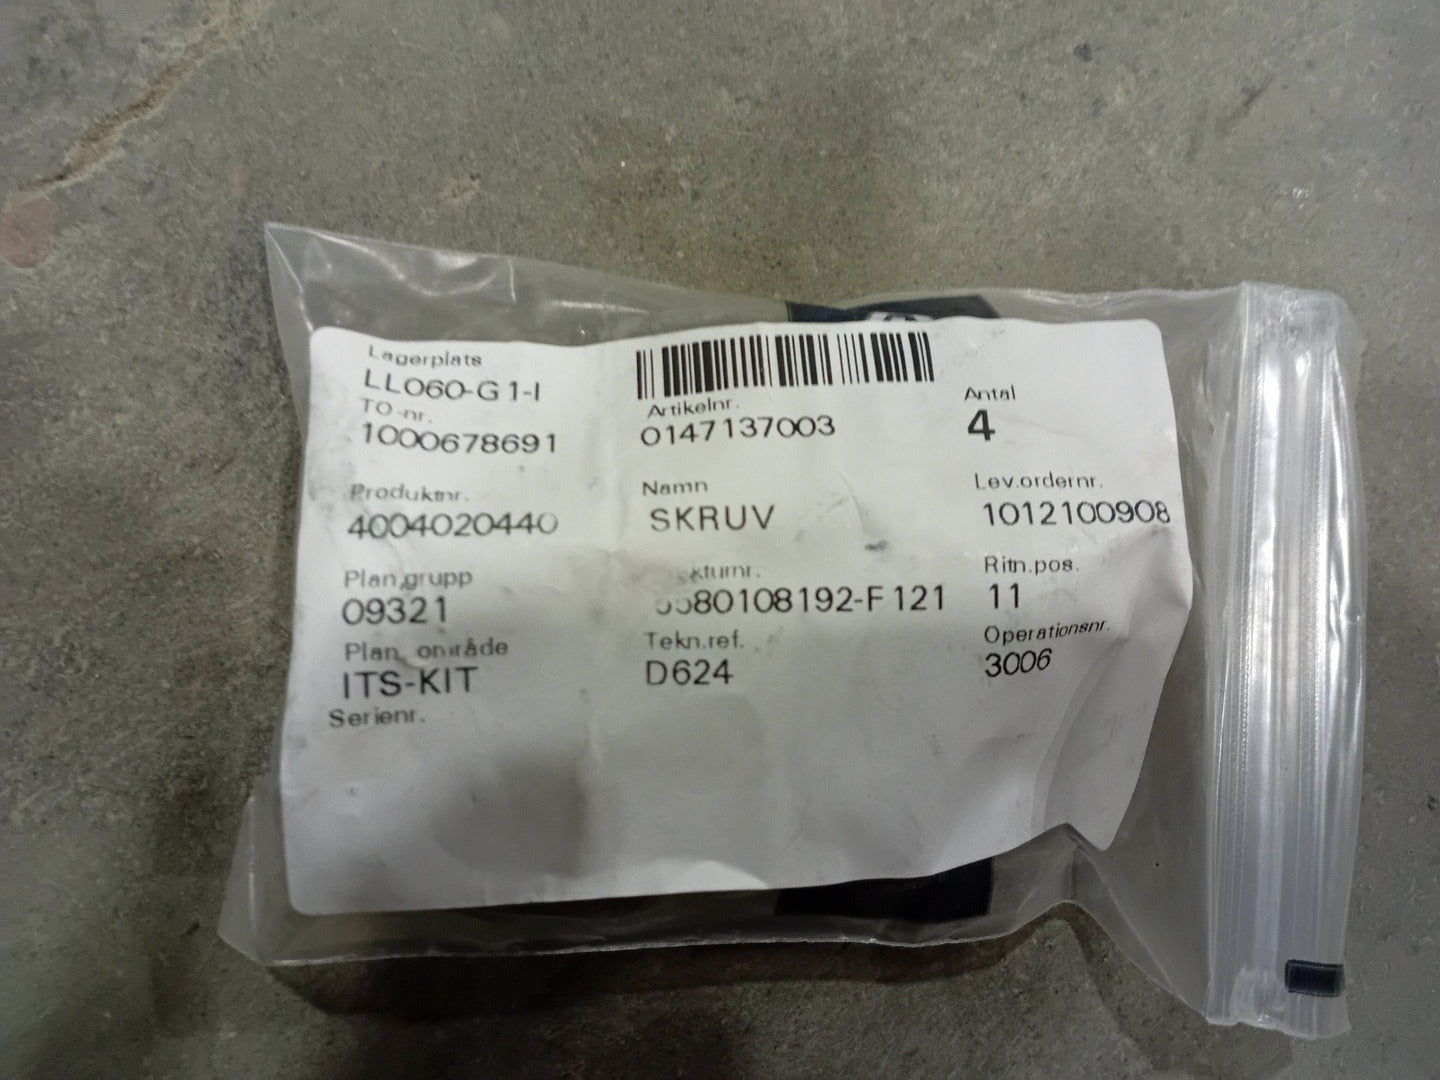 Lagerplats
LL060-G1-I
TO-nr.
1000678691
Artikelnr.
0147137003
Antal
4
Produktnr.
4004020440
Namn
SKRUV
Lev.ordernr.
1012100908
Plan.grupp
09321
80108192-F121
Ritn.pos.
11
Plan. område
ITS-KIT
Tekn.ref.
D624
Operationsnr.
3006
Serienr.